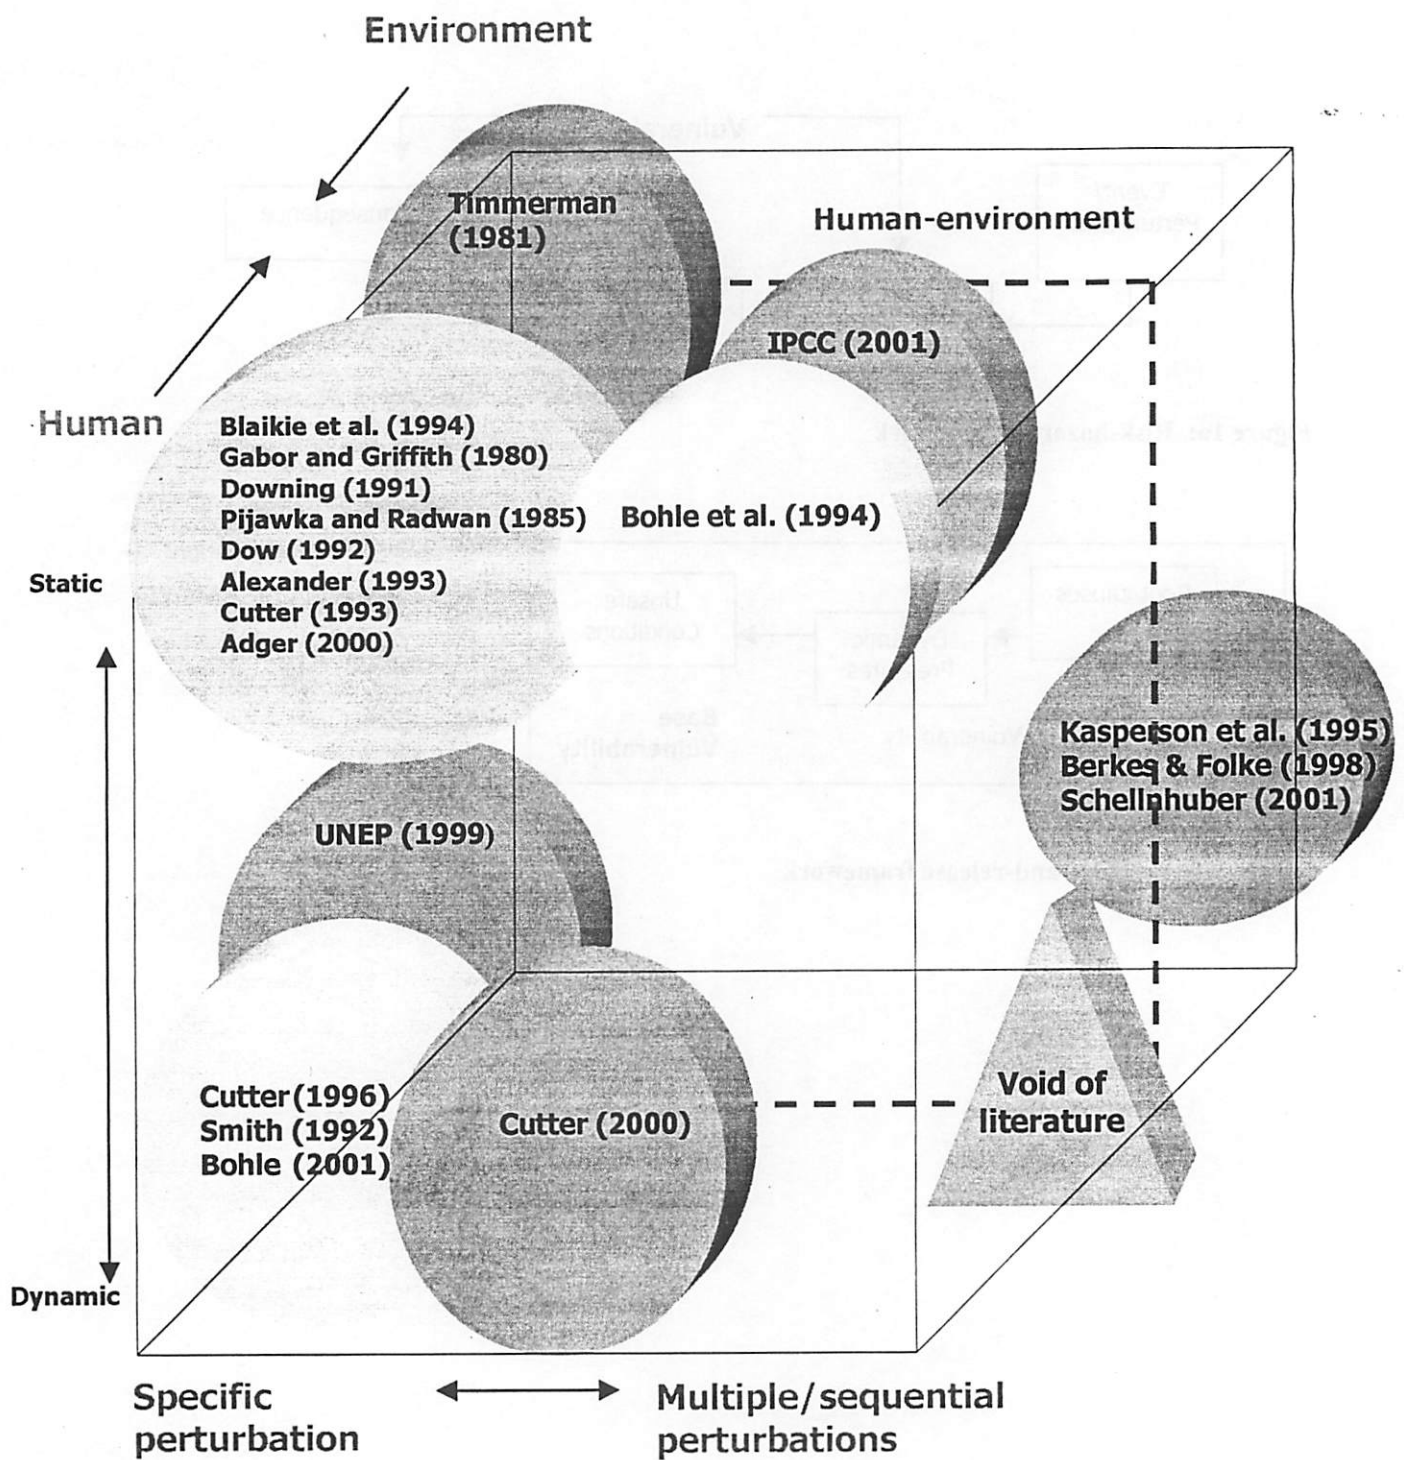 Environment
Timmerman
(1981)
Human-environment
IPCC (2001)
Human
Blaikie et al. (1994)
Gabor and Griffith (1980)
Downing (1991)
Pijawka and Radwan (1985)
Dow (1992)
Alexander (1993)
Cutter (1993)
Adger (2000)
Bohle et al. (1994)
Static
Kasperson et al. (1995)
Berkes & Folke (1998)
Schellnhuber (2001)
UNEP (1999)
Void of
literature
Cutter (1996)
Smith (1992)
Bohle (2001)
Cutter (2000)
Dynamic
Specific
perturbation
Multiple/sequential
perturbations